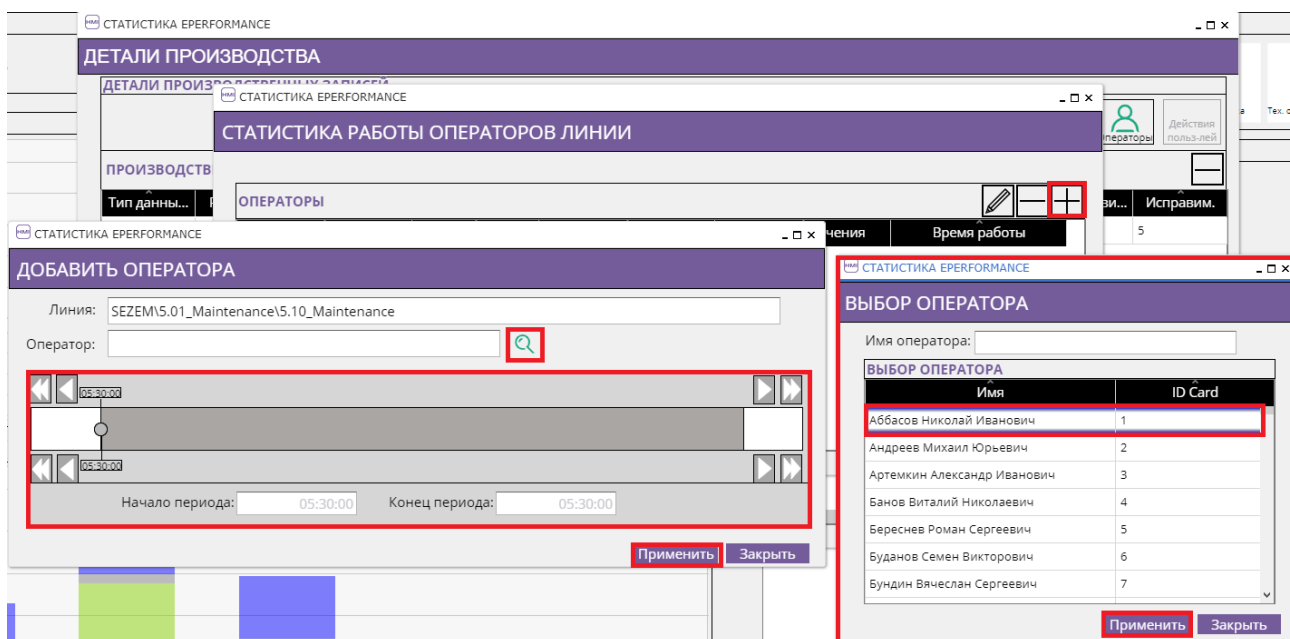 СТАТИСТИКА EPERFORMANCE
ДЕТАЛИ ПРОИЗВОДСТВА
ДЕТАЛИ ПРОИЗВОДСТВЕННЫХ ЗАПИСЕЙ
Операторы
Действия
польз-лей
Тех.
ПРОИЗВОДСТВ
Тип данны...
ви...
Исправим.
5
СТАТИСТИКА EPERFORMANCE
СТАТИСТИКА РАБОТЫ ОПЕРАТОРОВ ЛИНИИ
ОПЕРАТОРЫ
чения
Время работы
СТАТИСТИКА EPERFORMANCE
ДОБАВИТЬ ОПЕРАТОРА
Линия: SEZEM\5.01_Maintenance\5.10_Maintenance
Оператор:
05:30:00
05:30:00
Начало периода: 05:30:00 Конец периода: 05:30:00
Применить Закрыть
СТАТИСТИКА EPERFORMANCE
ВЫБОР ОПЕРАТОРА
Имя оператора:
ВЫБОР ОПЕРАТОРА
Имя ID Card
Аббасов Николай Иванович 1
Андреев Михаил Юрьевич 2
Артемкин Александр Иванович 3
Банов Виталий Николаевич 4
Береснев Роман Сергеевич 5
Буданов Семен Викторович 6
Бундин Вячеслан Сергеевич 7
Применить Закрыть